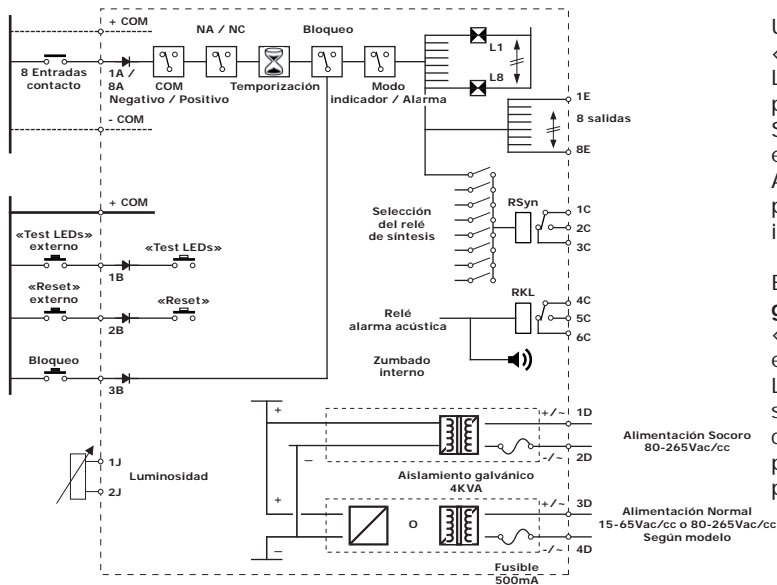 + COM
NA / NC
Bloqueo
8 Entradas
contacto
1A /
8A
COM
Negativo / Positivo
Temporización
Modo
indicador / Alarma
L1
L8
- COM
1E
8 salidas
8E
+ COM
«Test LEDs»
externo
«Test LEDs»
1B
«Reset»
externo
«Reset»
2B
Bloqueo
3B
Selección
del relé
de síntesis
RSyn
1C
2C
3C
RKL
4C
5C
6C
Relé
alarma acústica
Zumbado
interno
1J
2J
Luminosidad
+
–
+/~
1D
-/~
2D
Alimentación Socoro
80-265Vac/cc
Aislamiento galvánico
4KVA
+
–
O
+/~
3D
-/~
4D
Alimentación Normal
15-65Vac/cc o 80-265Vac/cc
Según modelo
Fusible
500mA